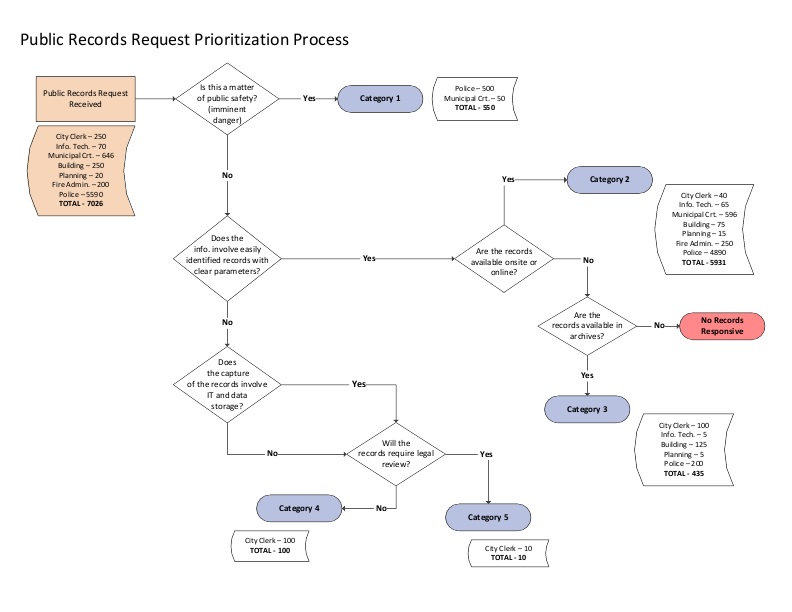 Public Records Request Prioritization Process
Public Records Request
Received
Is this a matter
of public safety?
(imminent
danger)
Yes
Category 1
Police – 500
Municipal Crt. – 50
TOTAL - 550
City Clerk – 250
Info. Tech. – 70
Municipal Crt. – 646
Building – 250
Planning – 20
Fire Admin. – 200
Police – 5590
TOTAL - 7026
No
Yes
Category 2
City Clerk – 40
Info. Tech. – 65
Municipal Crt. – 596
Building – 75
Planning – 15
Fire Admin. – 250
Police – 4890
TOTAL - 5931
Does the
info. involve easily
identified records with
clear parameters?
Yes
Are the records
available onsite or
online?
No
No
Are the
records available in
archives?
No
No Records
Responsive
Yes
Category 3
City Clerk – 100
Info. Tech. – 5
Building – 125
Planning – 5
Police – 200
TOTAL - 435
Does
the capture
of the records involve
IT and data
storage?
Yes
No
Will the
records require legal
review?
Yes
No
Category 4
City Clerk – 100
TOTAL - 100
Category 5
City Clerk – 10
TOTAL - 10